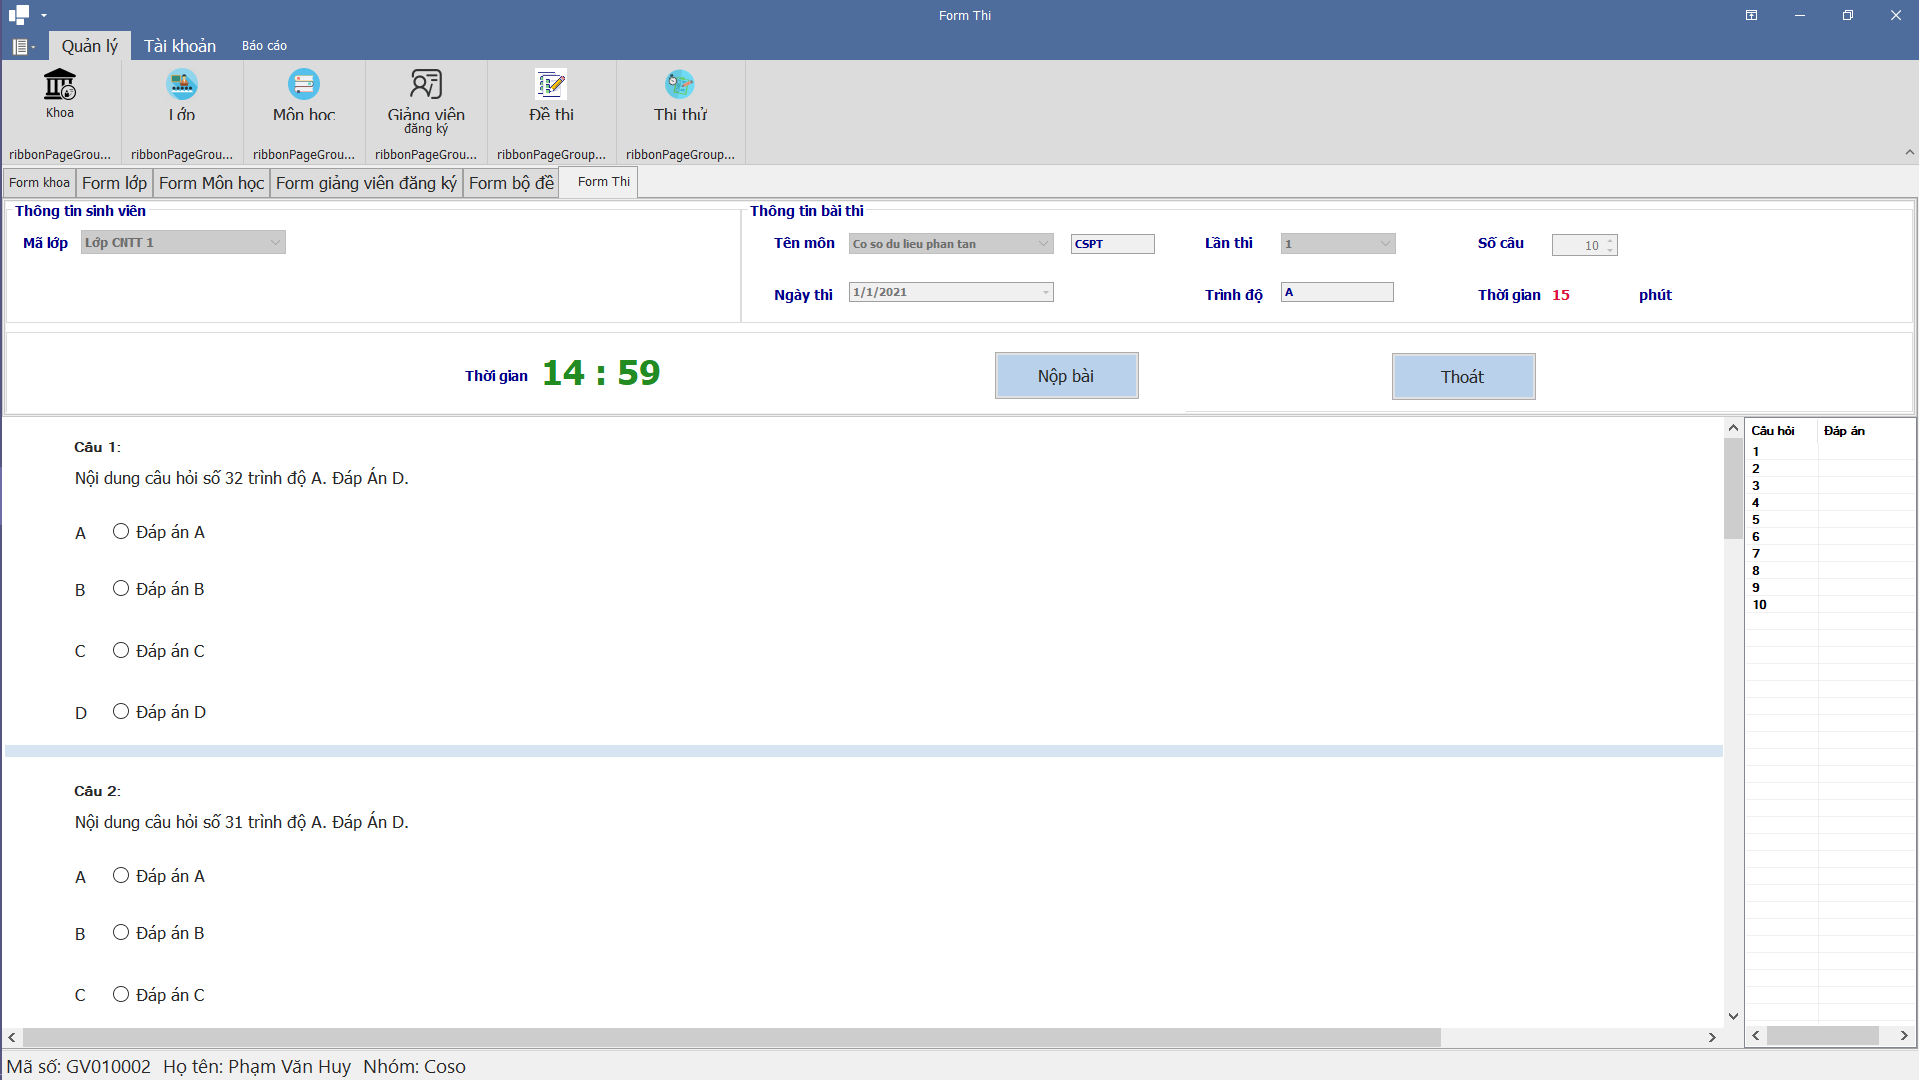 Form Thi
Quản lý Tài khoản Báo cáo
Khoa Lớp Môn học Giảng viên đăng ký Đề thi Thi thử
ribbonPageGrou... ribbonPageGrou... ribbonPageGrou... ribbonPageGrou... ribbonPageGroup... ribbonPageGroup...
Form khoa Form lớp Form Môn học Form giảng viên đăng ký Form bộ đề Form Thi
Thông tin sinh viên
Mã lớp Lớp CNTT 1
Thông tin bài thi
Tên môn Co so du lieu phan tan CSPT Lần thi 1 Số câu 10
Ngày thi 1/1/2021 Trình độ A Thời gian 15 phút
Thời gian 14 : 59 Nộp bài Thoát
Câu 1:
Nội dung câu hỏi số 32 trình độ A. Đáp Án D.
A Đáp án A
B Đáp án B
C Đáp án C
D Đáp án D
Câu 2:
Nội dung câu hỏi số 31 trình độ A. Đáp Án D.
A Đáp án A
B Đáp án B
C Đáp án C
Câu hỏi Đáp án
1
2
3
4
5
6
7
8
9
10
Mã số: GV010002 Họ tên: Phạm Văn Huy Nhóm: Coso